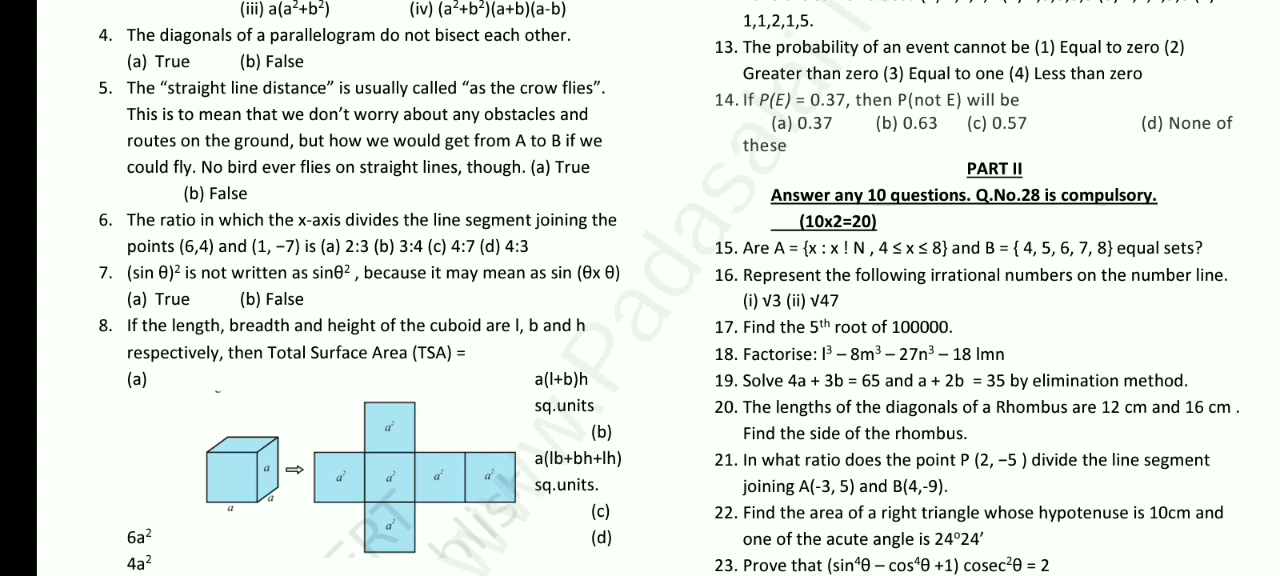 (iii) a(a²+b²) (iv) (a²+b²)(a+b)(a-b)
4. The diagonals of a parallelogram do not bisect each other.
(a) True (b) False
5. The “straight line distance” is usually called “as the crow flies”.
This is to mean that we don’t worry about any obstacles and
routes on the ground, but how we would get from A to B if we
could fly. No bird ever flies on straight lines, though. (a) True
(b) False
6. The ratio in which the x-axis divides the line segment joining the
points (6,4) and (1, −7) is (a) 2:3 (b) 3:4 (c) 4:7 (d) 4:3
7. (sin θ)² is not written as sinθ² , because it may mean as sin (θx θ)
(a) True (b) False
8. If the length, breadth and height of the cuboid are l, b and h
respectively, then Total Surface Area (TSA) =
(a) a(l+b)h
sq.units
(b)
a(lb+bh+lh)
sq.units.
(c)
6a² (d)
4a²
a²
a a² a² a² a²
a
a
a²
1,1,2,1,5.
13. The probability of an event cannot be (1) Equal to zero (2)
Greater than zero (3) Equal to one (4) Less than zero
14. If P(E) = 0.37, then P(not E) will be
(a) 0.37 (b) 0.63 (c) 0.57 (d) None of
these
PART II
Answer any 10 questions. Q.No.28 is compulsory.
(10x2=20)
15. Are A = {x : x ! N , 4 ≤ x ≤ 8} and B = { 4, 5, 6, 7, 8} equal sets?
16. Represent the following irrational numbers on the number line.
(i) √3 (ii) √47
17. Find the 5th root of 100000.
18. Factorise: l³ – 8m³ – 27n³ – 18 lmn
19. Solve 4a + 3b = 65 and a + 2b = 35 by elimination method.
20. The lengths of the diagonals of a Rhombus are 12 cm and 16 cm .
Find the side of the rhombus.
21. In what ratio does the point P (2, −5 ) divide the line segment
joining A(-3, 5) and B(4,-9).
22. Find the area of a right triangle whose hypotenuse is 10cm and
one of the acute angle is 24⁰24′
23. Prove that (sin⁴θ – cos⁴θ +1) cosec²θ = 2